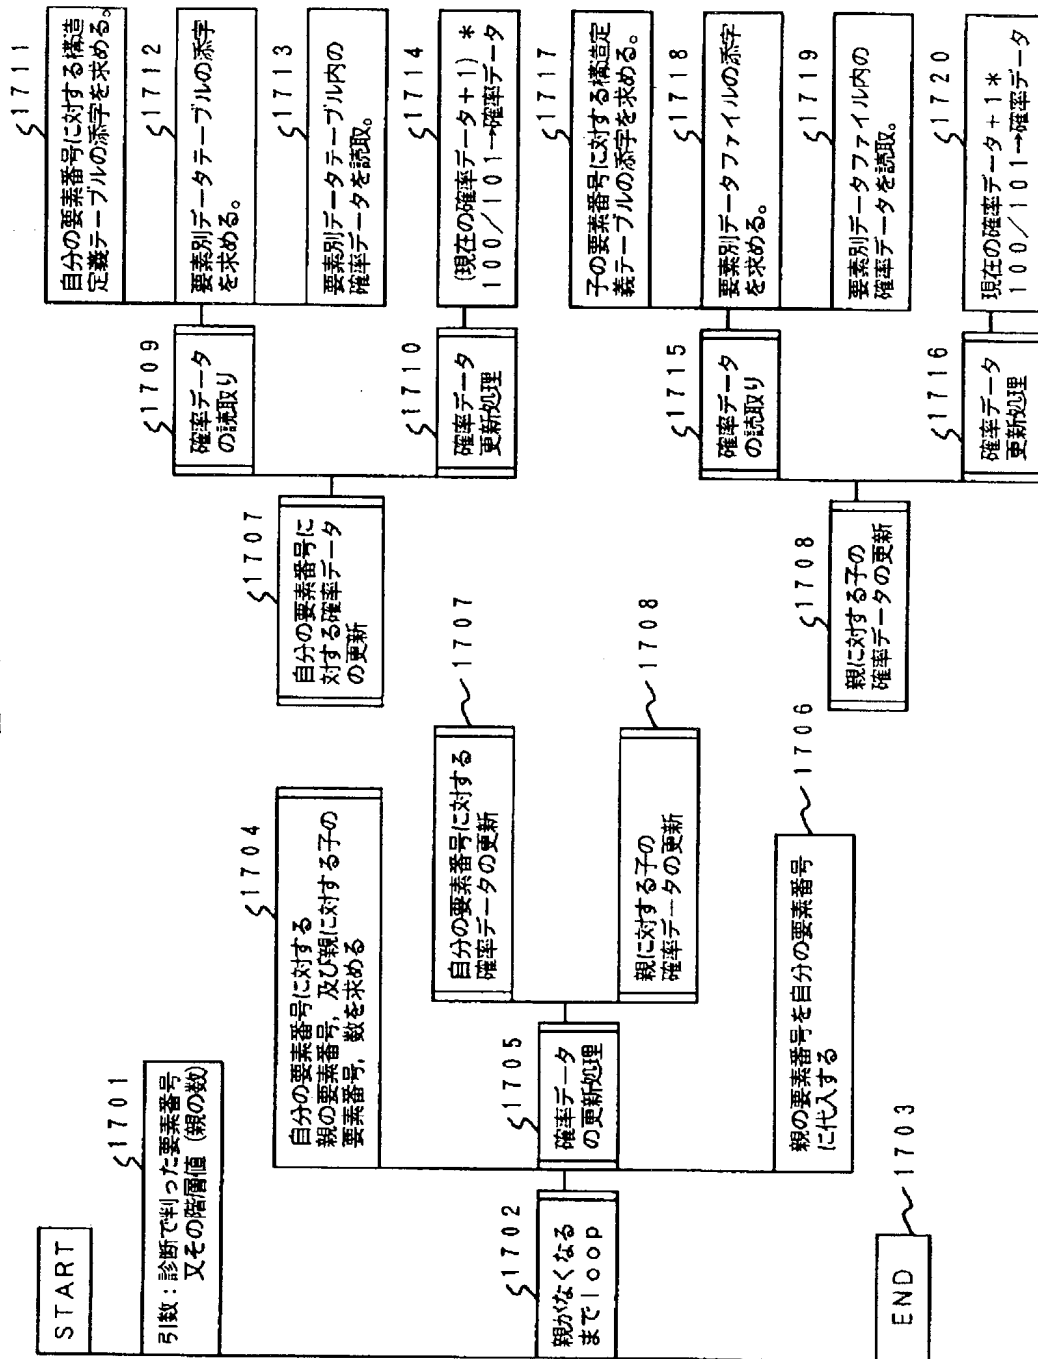 START
1701
引数：診断で判った要素番号
又その階層値（親の数）
1702
親がなくなる
までloop
1704
自分の要素番号に対する
親の要素番号，及び親に対する子の
要素番号，数を求める
1705
確率データ
の更新処理
自分の要素番号に対する
確率データの更新
1707
親に対する子の
確率データの更新
1708
親の要素番号を自分の要素番号
に代入する
1706
END
1703
1707
自分の要素番号に
対する確率データ
の更新
1709
確率データ
の読取り
1711
自分の要素番号に対する構造
定義テーブルの添字を求める。
1712
要素別データテーブルの添字
を求める。
1713
要素別データテーブル内の
確率データを読取。
1710
確率データ
更新処理
1714
(現在の確率データ+1)*
100/101→確率データ
1708
親に対する子の
確率データの更新
1715
確率データ
の読取り
1717
子の要素番号に対する構造定
義テーブルの添字を求める。
1718
要素別データファイルの添字
を求める。
1719
要素別データファイル内の
確率データを読取。
1716
確率データ
更新処理
1720
現在の確率データ+1*
100/101→確率データ